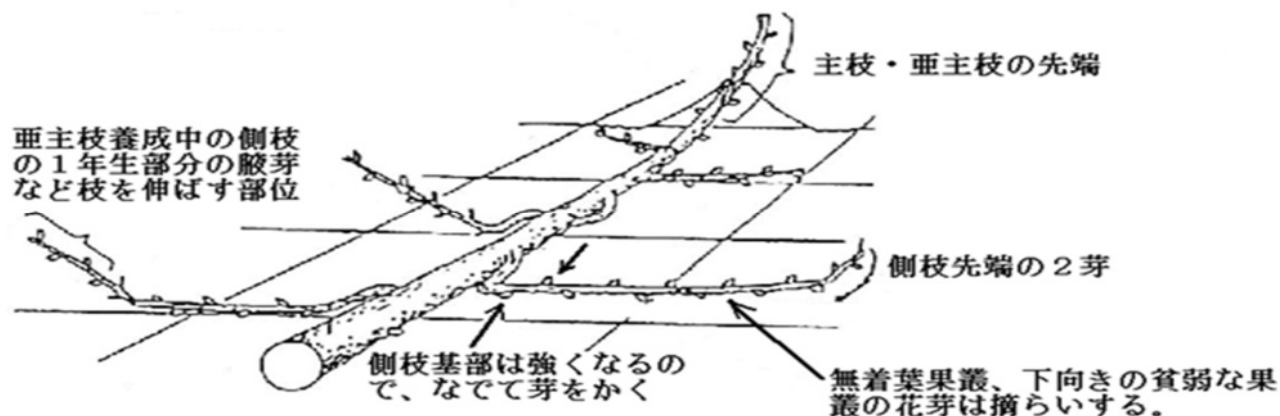 主枝・亜主枝の先端
亜主枝養成中の側枝
の１年生部分の腋芽
など枝を伸ばす部位
側枝先端の２芽
側枝基部は強くなるの
で、なでて芽をかく
無着葉果叢、下向きの貧弱な果
叢の花芽は摘らいする。